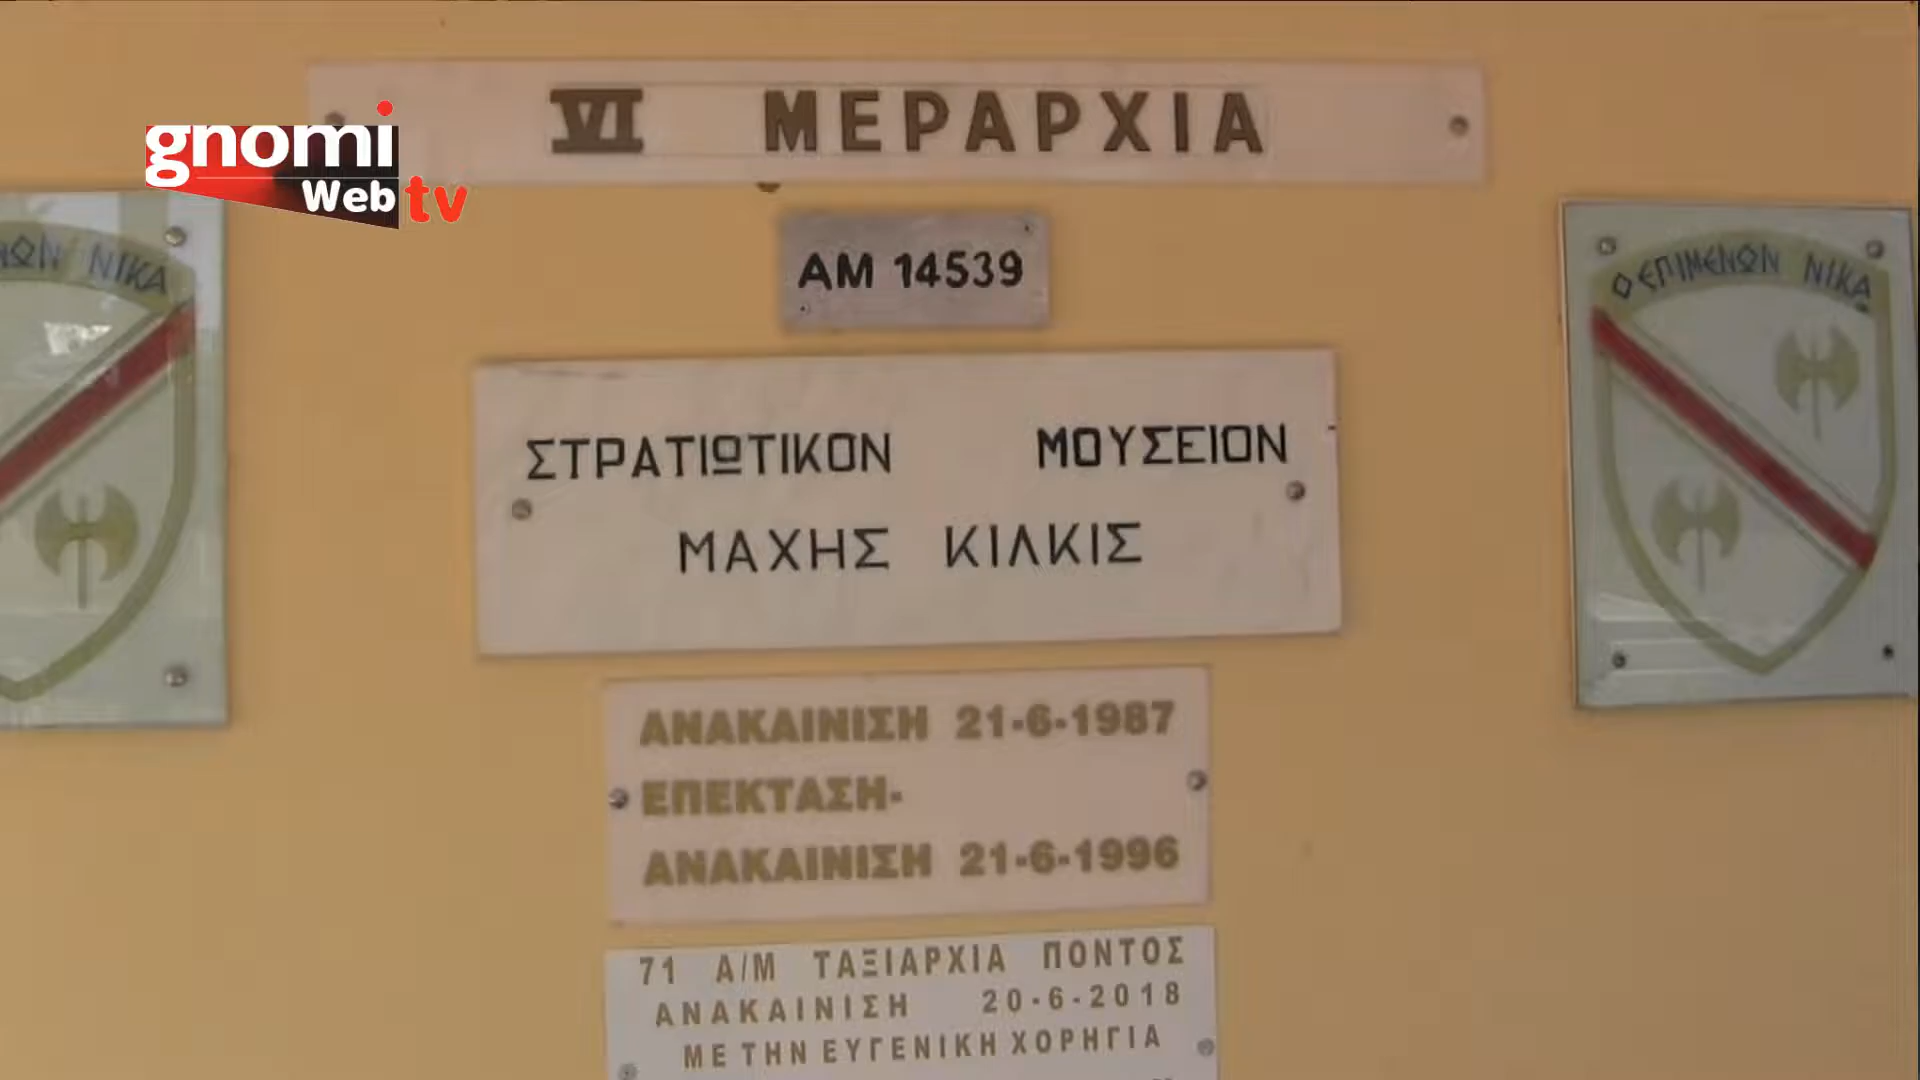 VI ΜΕΡΑΡΧΙΑ
gnomi
Web tv
ΑΜ 14539
ΩΝ ΝΙΚΑ
Ο ΕΠΙΜΕΝΩΝ ΝΙΚΑ
ΣΤΡΑΤΙΩΤΙΚΟΝ ΜΟΥΣΕΙΟΝ
ΜΑΧΗΣ ΚΙΛΚΙΣ
ΑΝΑΚΑΙΝΙΣΗ 21-6-1987
ΕΠΕΚΤΑΣΗ-
ΑΝΑΚΑΙΝΙΣΗ 21-6-1996
71 Α/Μ ΤΑΞΙΑΡΧΙΑ ΠΟΝΤΟΣ
ΑΝΑΚΑΙΝΙΣΗ 20-6-2018
ΜΕ ΤΗΝ ΕΥΓΕΝΙΚΗ ΧΟΡΗΓΙΑ